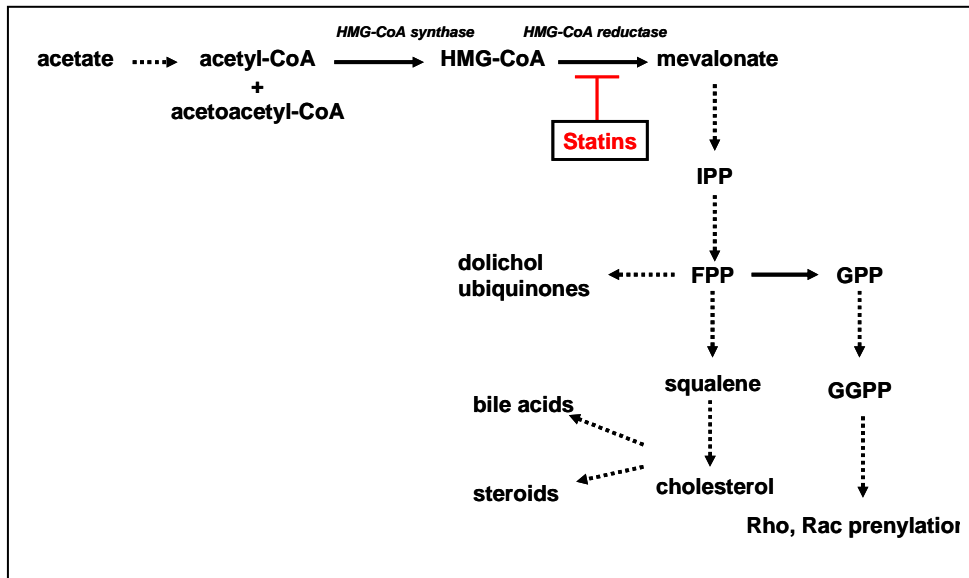 HMG-CoA synthase HMG-CoA reductase
acetate acetyl-CoA HMG-CoA mevalonate
+
acetoacetyl-CoA
Statins
IPP
dolichol
ubiquinones
FPP GPP
squalene GGPP
bile acids
steroids
cholesterol
Rho, Rac prenylation